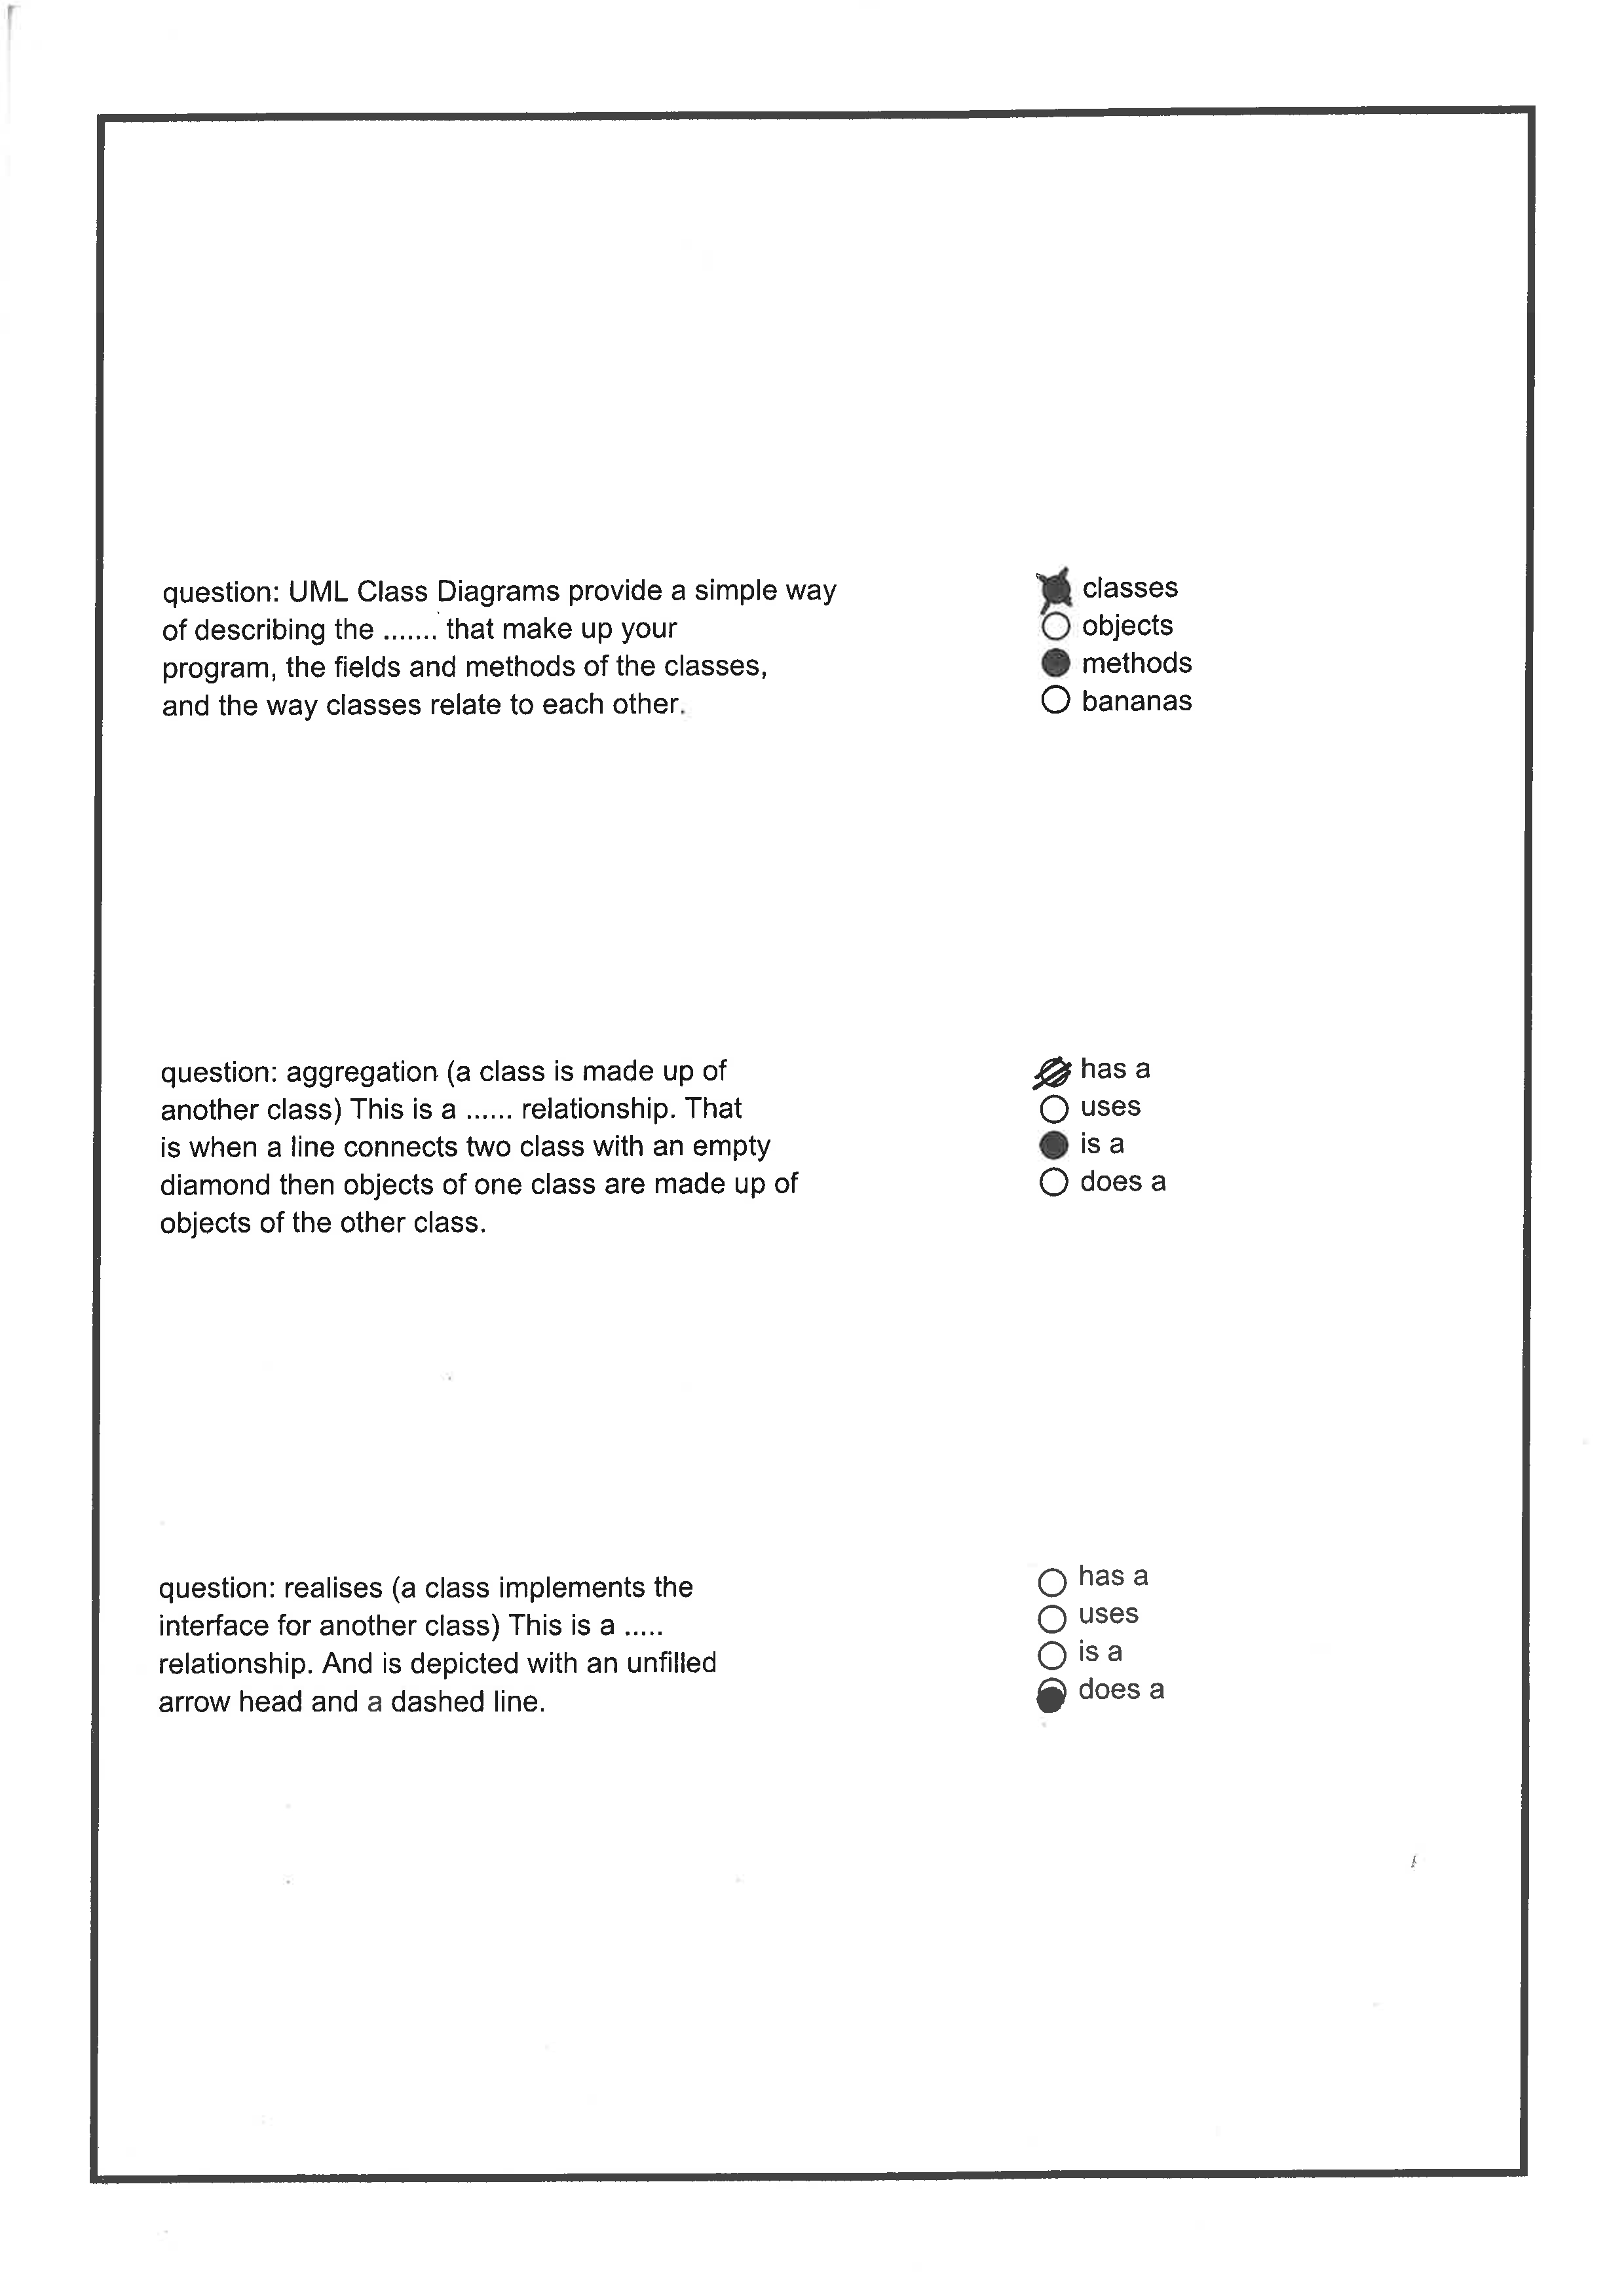 question: UML Class Diagrams provide a simple way
of describing the ....... that make up your
program, the fields and methods of the classes,
and the way classes relate to each other.
classes
objects
methods
bananas
question: aggregation (a class is made up of
another class) This is a ...... relationship. That
is when a line connects two class with an empty
diamond then objects of one class are made up of
objects of the other class.
has a
uses
is a
does a
question: realises (a class implements the
interface for another class) This is a .....
relationship. And is depicted with an unfilled
arrow head and a dashed line.
has a
uses
is a
does a